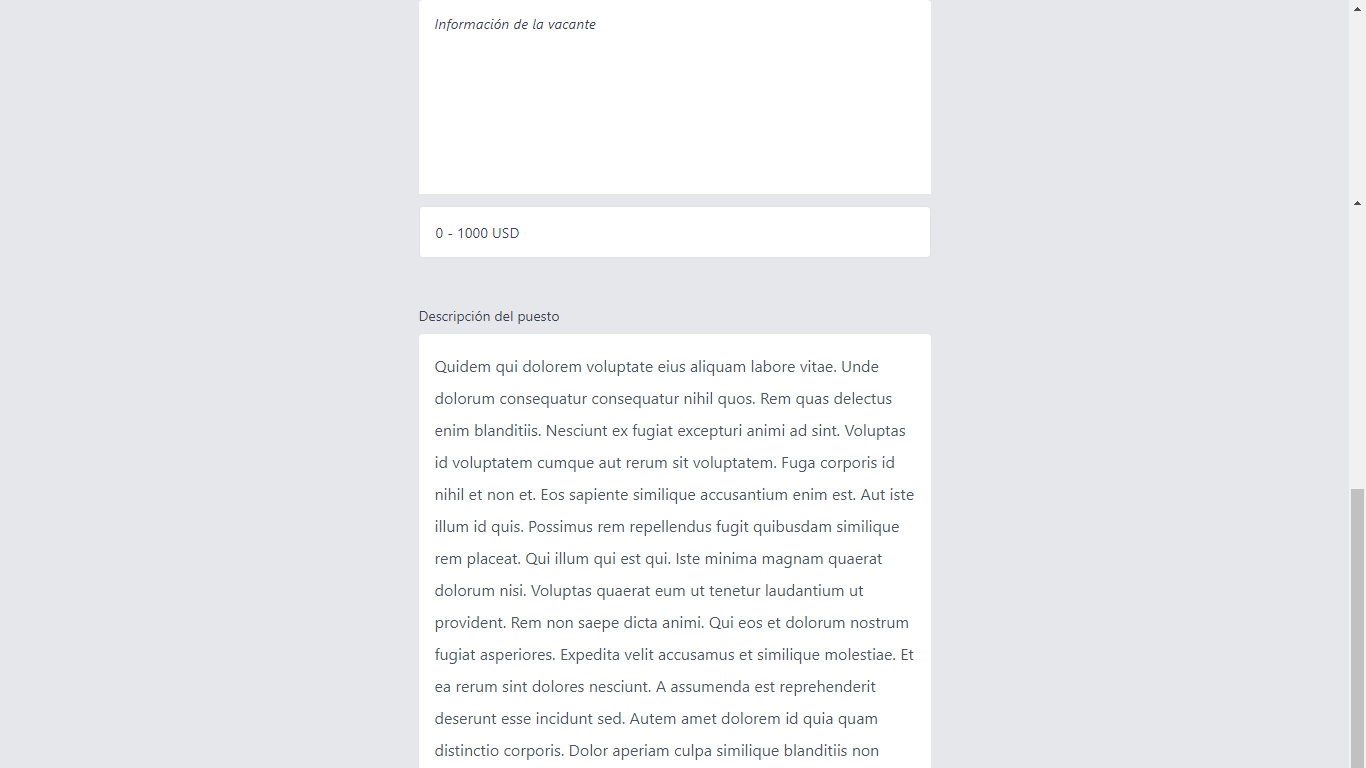 Información de la vacante
0 - 1000 USD
Descripción del puesto
Quidem qui dolorem voluptate eius aliquam labore vitae. Unde
dolorum consequatur consequatur nihil quos. Rem quas delectus
enim blanditiis. Nesciunt ex fugiat excepturi animi ad sint. Voluptas
id voluptatem cumque aut rerum sit voluptatem. Fuga corporis id
nihil et non et. Eos sapiente similique accusantium enim est. Aut iste
illum id quis. Possimus rem repellendus fugit quibusdam similique
rem placeat. Qui illum qui est qui. Iste minima magnam quaerat
dolorum nisi. Voluptas quaerat eum ut tenetur laudantium ut
provident. Rem non saepe dicta animi. Qui eos et dolorum nostrum
fugiat asperiores. Expedita velit accusamus et similique molestiae. Et
ea rerum sint dolores nesciunt. A assumenda est reprehenderit
deserunt esse incidunt sed. Autem amet dolorem id quia quam
distinctio corporis. Dolor aperiam culpa similique blanditiis non